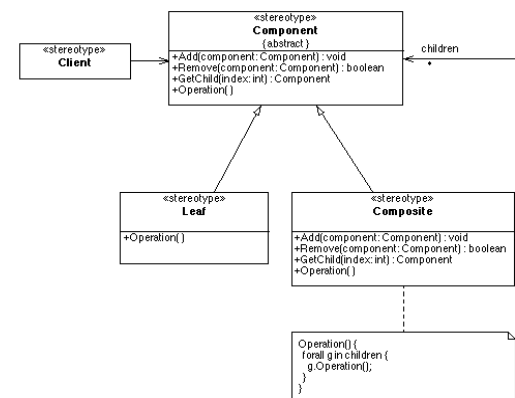 «stereotype»
Component
{abstract}
+Add(component: Component) : void
+Remove(component: Component) : boolean
+GetChild(index: int) : Component
+Operation( )
«stereotype»
Client
children
*
«stereotype»
Leaf
+Operation( )
«stereotype»
Composite
+Add(component: Component) : void
+Remove(component: Component) : boolean
+GetChild(index: int) : Component
+Operation( )
Operation() {
forall g in children {
g.Operation();
}
}